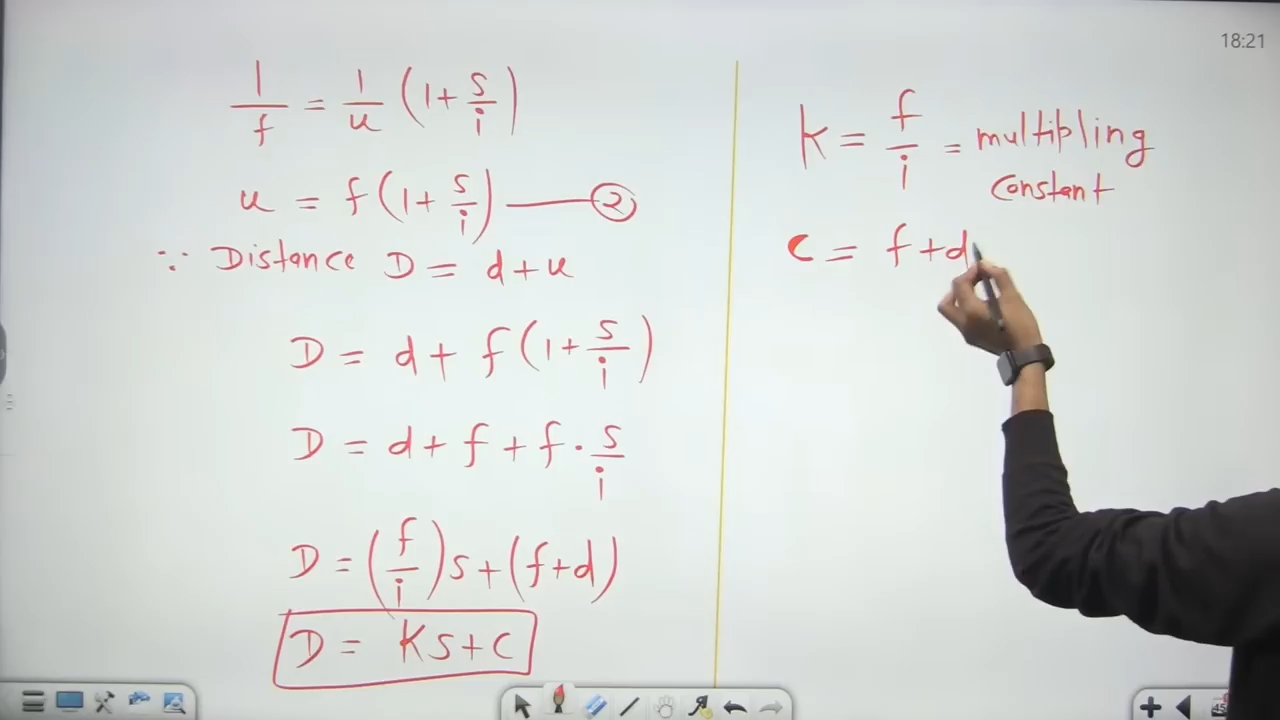 18:21
1/f = 1/u (1 + s/i)
u = f(1 + s/i) —— ②
∵ Distance D = d + u
D = d + f(1 + s/i)
D = d + f + f · s/i
D = (f/i)s + (f+d)
D = Ks + c
K = f/i = multipling
constant
c = f + d